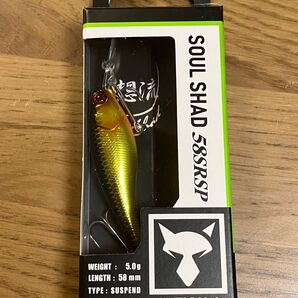 SOUL SHAD 58SRSP
WEIGHT : 5.0g
LENGTH : 58 mm
TYPE : SUSPEND